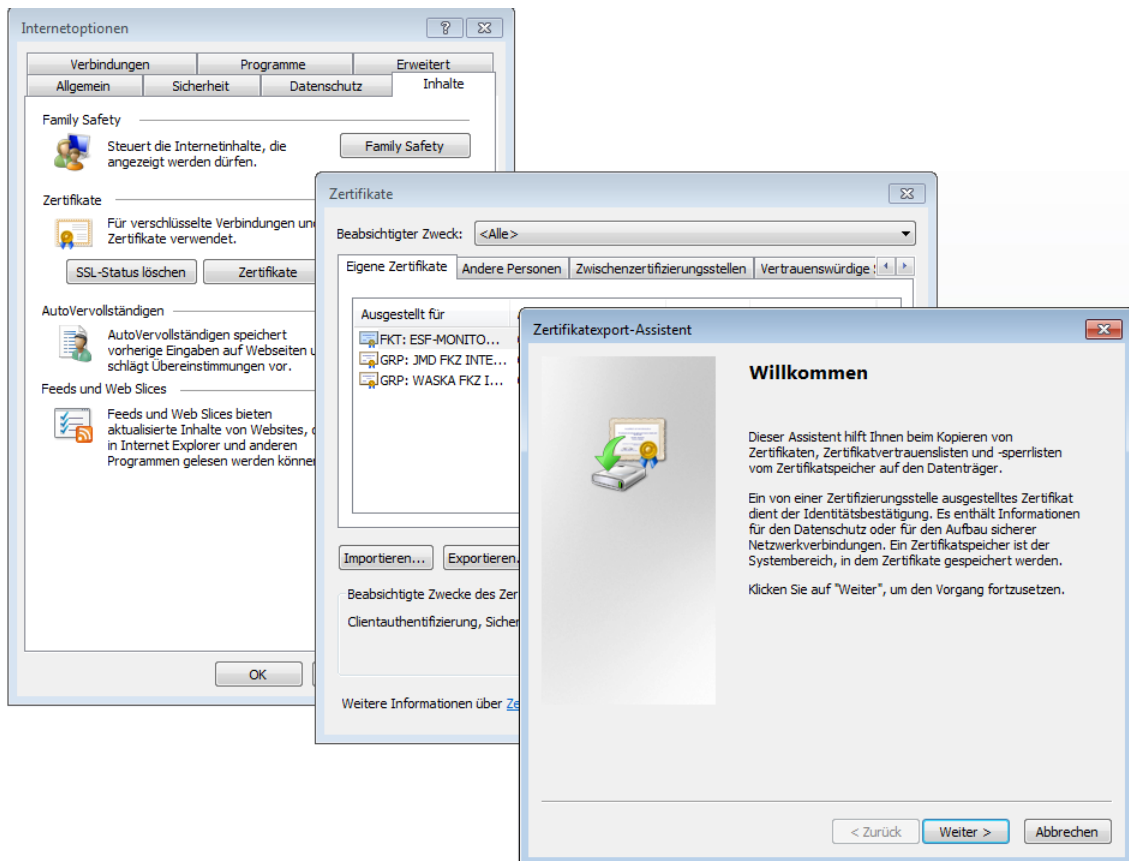 Internetoptionen
Verbindungen Programme Erweitert
Allgemein Sicherheit Datenschutz Inhalte
Family Safety
Steuert die Internetinhalte, die
angezeigt werden dürfen.
Family Safety
Zertifikate
Für verschlüsselte Verbindungen
Zertifikate verwendet.
SSL-Status löschen Zertifikate
AutoVervollständigen
AutoVervollständigen speichert
vorherige Eingaben auf Webseiten
schlägt Übereinstimmungen vor.
Feeds und Web Slices
Feeds und Web Slices bieten
aktualisierte Inhalte von Websites,
in Internet Explorer und anderen
Programmen gelesen werden
OK
Zertifikate
Beabsichtigter Zweck: <Alle>
Eigene Zertifikate Andere Personen Zwischenzertifizierungsstellen Vertrauenswürdige
Ausgestellt für
FKT: ESF-MONITO...
GRP: JMD FKZ INTE...
GRP: WASKA FKZ I...
Importieren... Exportieren.
Beabsichtigte Zwecke des Zer
Clientauthentifizierung, Sicher
Weitere Informationen über Ze
Zertifikatexport-Assistent
Willkommen
Dieser Assistent hilft Ihnen beim Kopieren von
Zertifikaten, Zertifikatvertrauenslisten und -sperrlisten
vom Zertifikatspeicher auf den Datenträger.
Ein von einer Zertifizierungsstelle ausgestelltes Zertifikat
dient der Identitätsbestätigung. Es enthält Informationen
für den Datenschutz oder für den Aufbau sicherer
Netzwerkverbindungen. Ein Zertifikatspeicher ist der
Systembereich, in dem Zertifikate gespeichert werden.
Klicken Sie auf "Weiter", um den Vorgang fortzusetzen.
< Zurück Weiter > Abbrechen